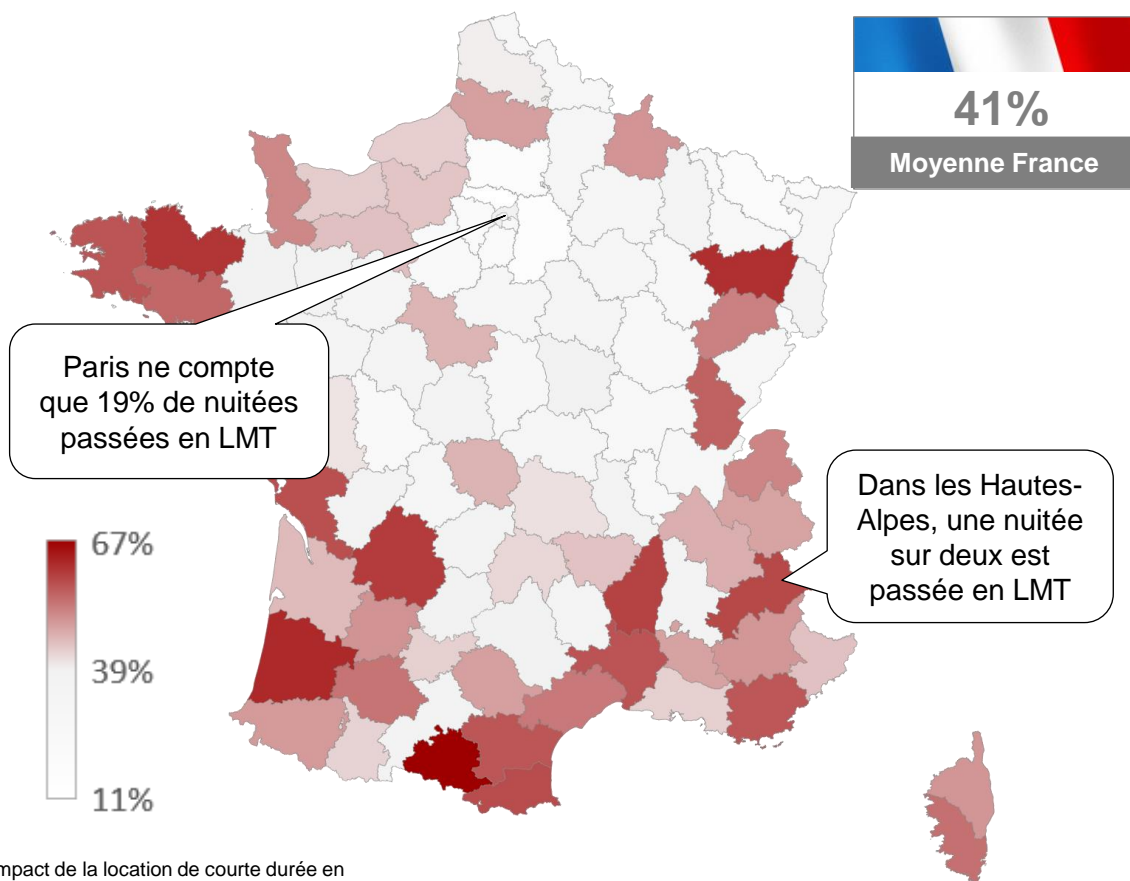 41%
Moyenne France
Paris ne compte
que 19% de nuitées
passées en LMT
Dans les Hautes-
Alpes, une nuitée
sur deux est
passée en LMT
67%
39%
11%
mpact de la location de courte durée en